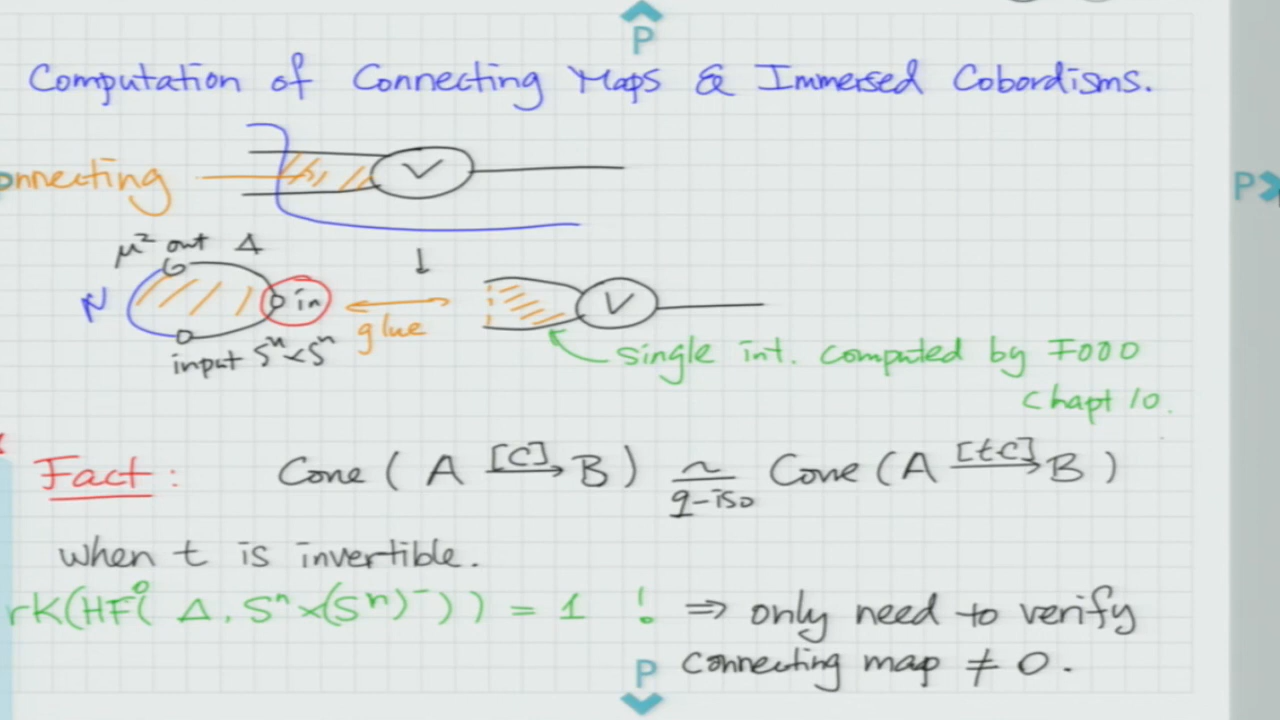 P
Computation of Connecting Maps & Immersed Cobordisms.
onnecting
V
P
μ² out Δ
N
in
glue
V
input Sⁿ×Sⁿ
single int. computed by FOOO
Chapt 10.
Fact: Cone ( A [c]→ B ) ≃ q-iso Cone ( A [tc]→ B )
when t is invertible.
rk(HF⁰( Δ, Sⁿ×(Sⁿ)⁻)) = 1 ! ⇒ only need to verify
connecting map ≠ 0.
P